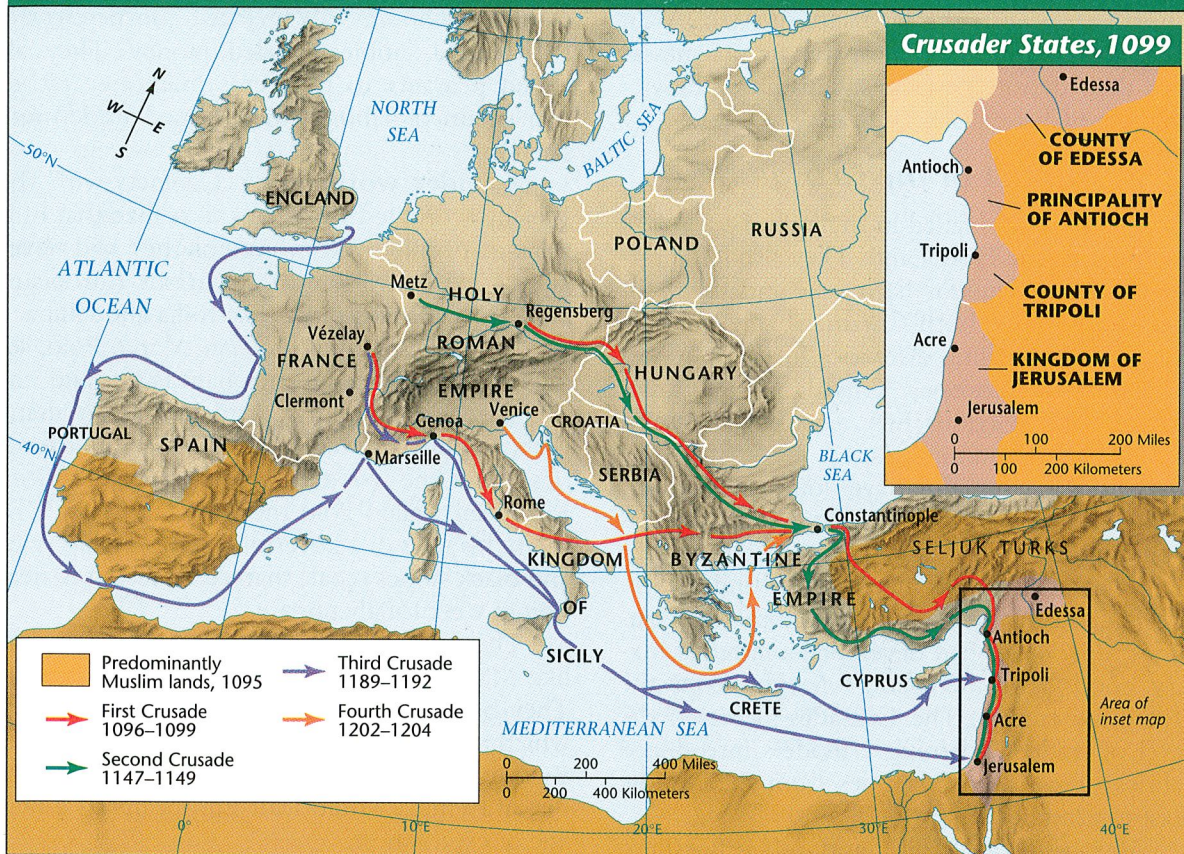 Crusader States, 1099
Edessa
COUNTY
OF EDESSA
Antioch
PRINCIPALITY
OF ANTIOCH
Tripoli
COUNTY OF
TRIPOLI
Acre
KINGDOM OF
JERUSALEM
Jerusalem
0 100 200 Miles
0 100 200 Kilometers
N
W
E
S
NORTH
SEA
BALTIC SEA
50°N
ENGLAND
RUSSIA
POLAND
ATLANTIC
OCEAN
Metz
HOLY
Regensberg
Vézelay
ROMAN
FRANCE
HUNGARY
EMPIRE
Clermont
Venice
Genoa
CROATIA
PORTUGAL
SPAIN
40°N
Marseille
SERBIA
BLACK
SEA
Rome
Constantinople
SELJUK TURKS
KINGDOM
BYZANTINE
EMPIRE
OF
Edessa
Antioch
SICILY
CYPRUS
Tripoli
CRETE
Area of
inset map
Acre
MEDITERRANEAN SEA
Jerusalem
0 200 400 Miles
0 200 400 Kilometers
Predominantly
Muslim lands, 1095
First Crusade
1096–1099
Second Crusade
1147–1149
Third Crusade
1189–1192
Fourth Crusade
1202–1204
0°
10°E
20°E
30°E
40°E